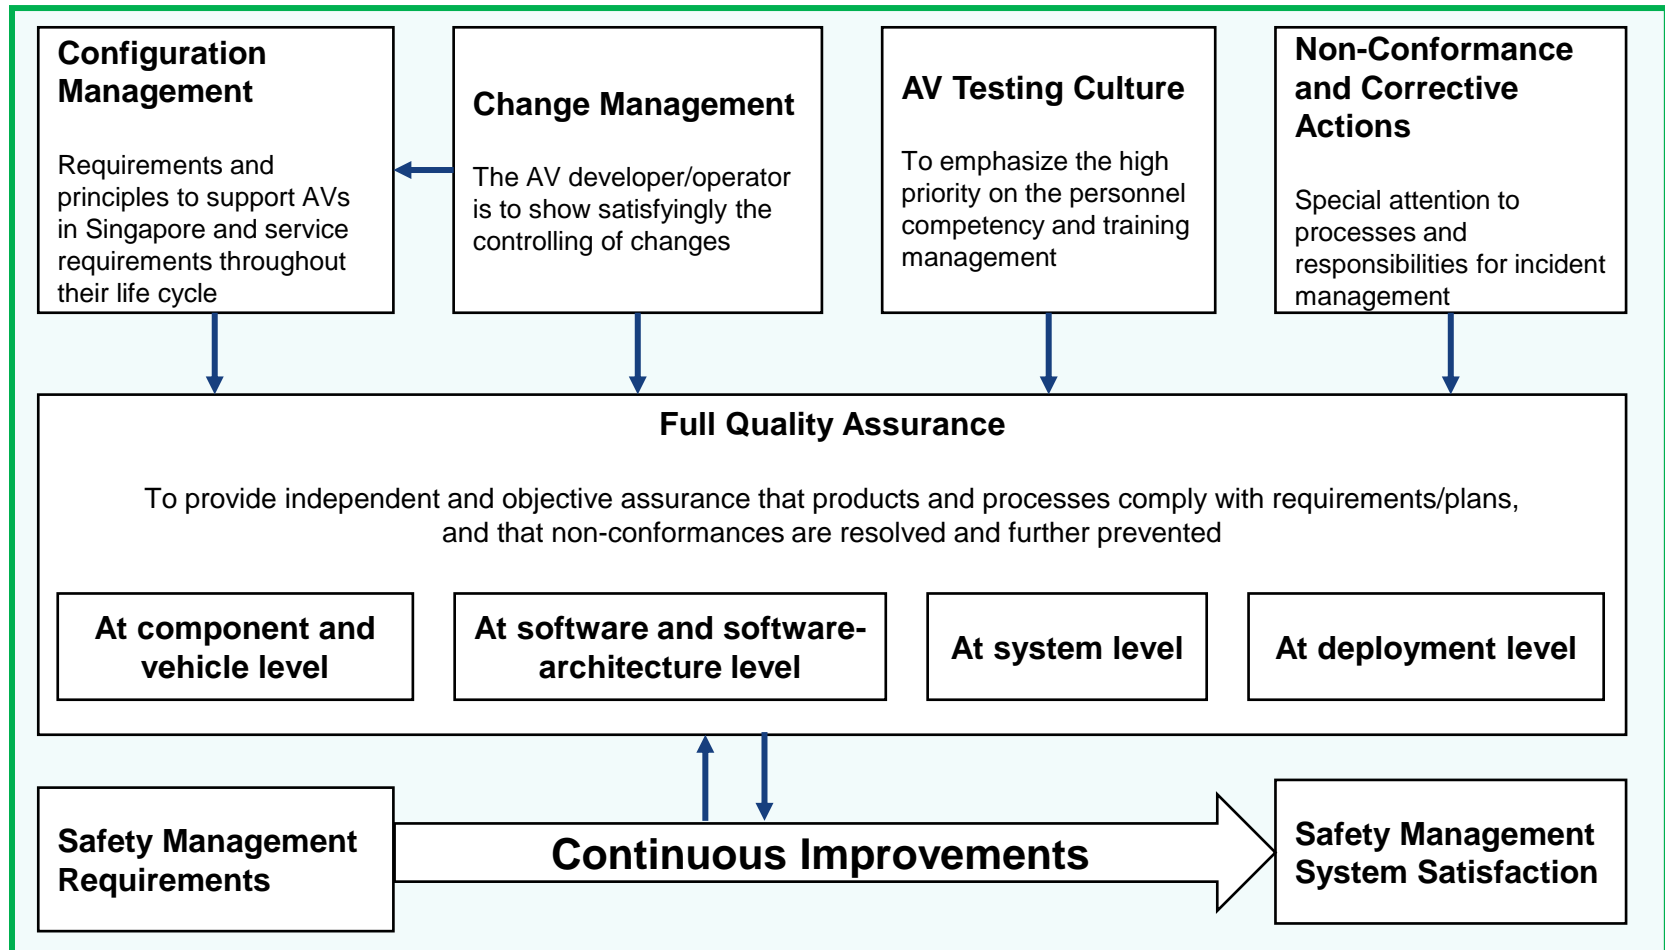 Configuration
Management
Requirements and
principles to support AVs
in Singapore and service
requirements throughout
their life cycle
Change Management
The AV developer/operator
is to show satisfyingly the
controlling of changes
AV Testing Culture
To emphasize the high
priority on the personnel
competency and training
management
Non-Conformance
and Corrective
Actions
Special attention to
processes and
responsibilities for incident
management
Full Quality Assurance
To provide independent and objective assurance that products and processes comply with requirements/plans,
and that non-conformances are resolved and further prevented
At component and
vehicle level
At software and software-
architecture level
At system level
At deployment level
Safety Management
Requirements
Continuous Improvements
Safety Management
System Satisfaction